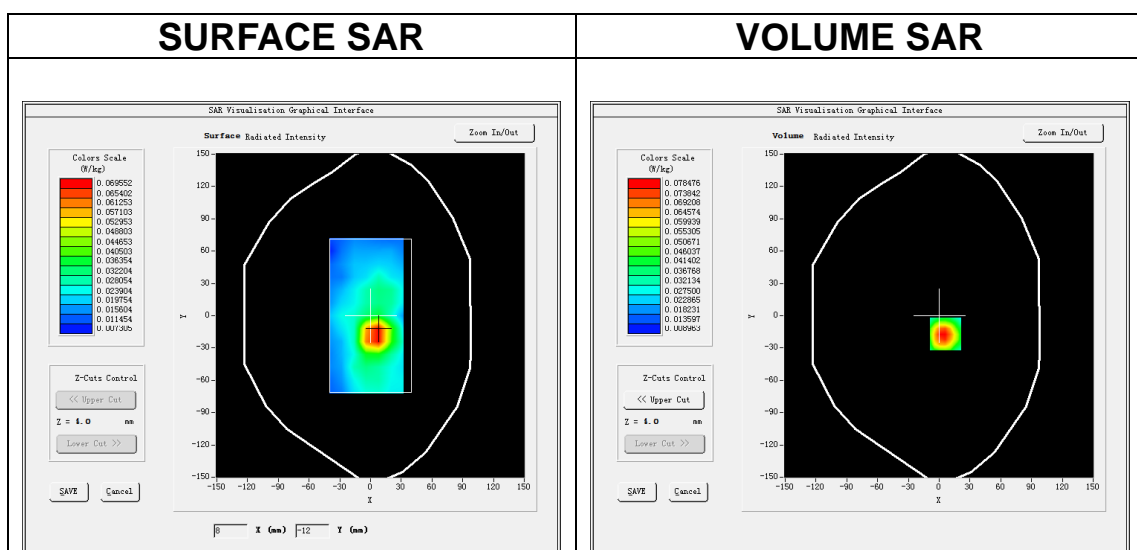 SURFACE SAR
VOLUME SAR
SAR Visualisation Graphical Interface
Surface Radiated Intensity
Zoom In/Out
Colors Scale
(W/kg)
0.069552
0.065402
0.061253
0.057103
0.052953
0.048803
0.044653
0.040503
0.036354
0.032204
0.028054
0.023904
0.019754
0.015604
0.011454
0.007305
Z-Cuts Control
<< Upper Cut
Z = 4.0 mm
Lower Cut >>
SAVE
Cancel
150
120
90
60
30
0
-30
-60
-90
-120
-150
Y
-150 -120 -90 -60 -30 0 30 60 90 120 150
X
8 X (mm) -12 Y (mm)
SAR Visualisation Graphical Interface
Volume Radiated Intensity
Zoom In/Out
Colors Scale
(W/kg)
0.078476
0.073842
0.069208
0.064574
0.059939
0.055305
0.050671
0.046037
0.041402
0.036768
0.032134
0.027500
0.022865
0.018231
0.013597
0.008963
Z-Cuts Control
<< Upper Cut
Z = 4.0 mm
Lower Cut >>
SAVE
Cancel
150
120
90
60
30
0
-30
-60
-90
-120
-150
Y
-150 -120 -90 -60 -30 0 30 60 90 120 150
X